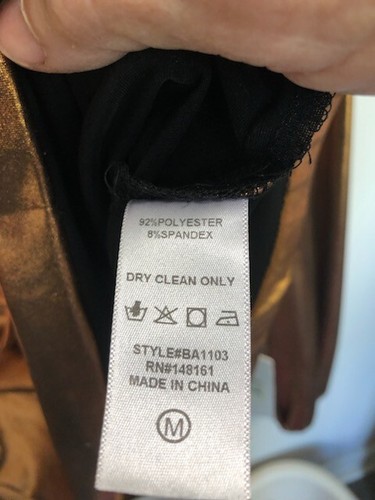 92%POLYESTER
8%SPANDEX
DRY CLEAN ONLY
STYLE#BA1103
RN#148161
MADE IN CHINA
M